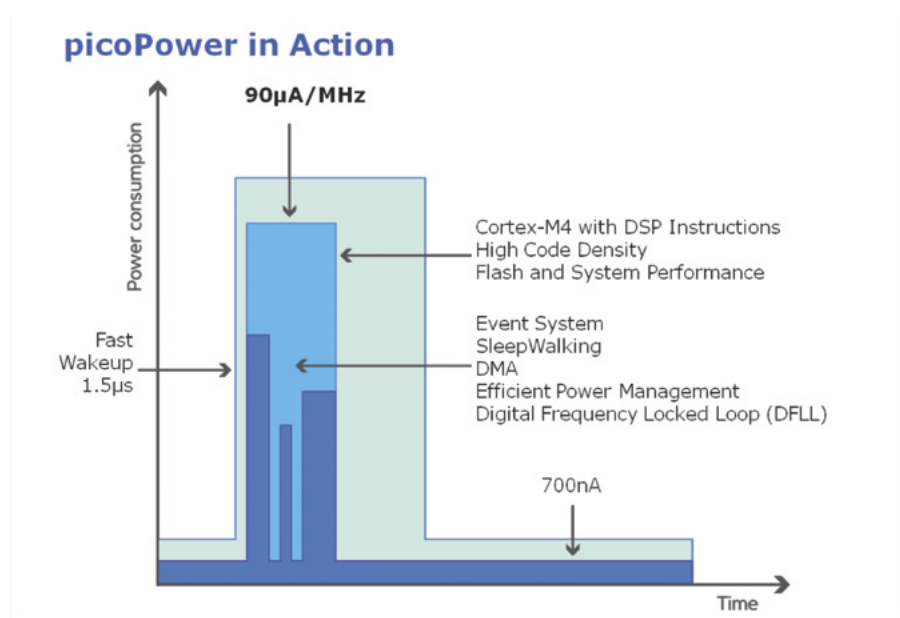 picoPower in Action
90µA/MHz
Power consumption
Cortex-M4 with DSP Instructions
High Code Density
Flash and System Performance
Fast
Wakeup
1.5µs
Event System
SleepWalking
DMA
Efficient Power Management
Digital Frequency Locked Loop (DFLL)
700nA
Time